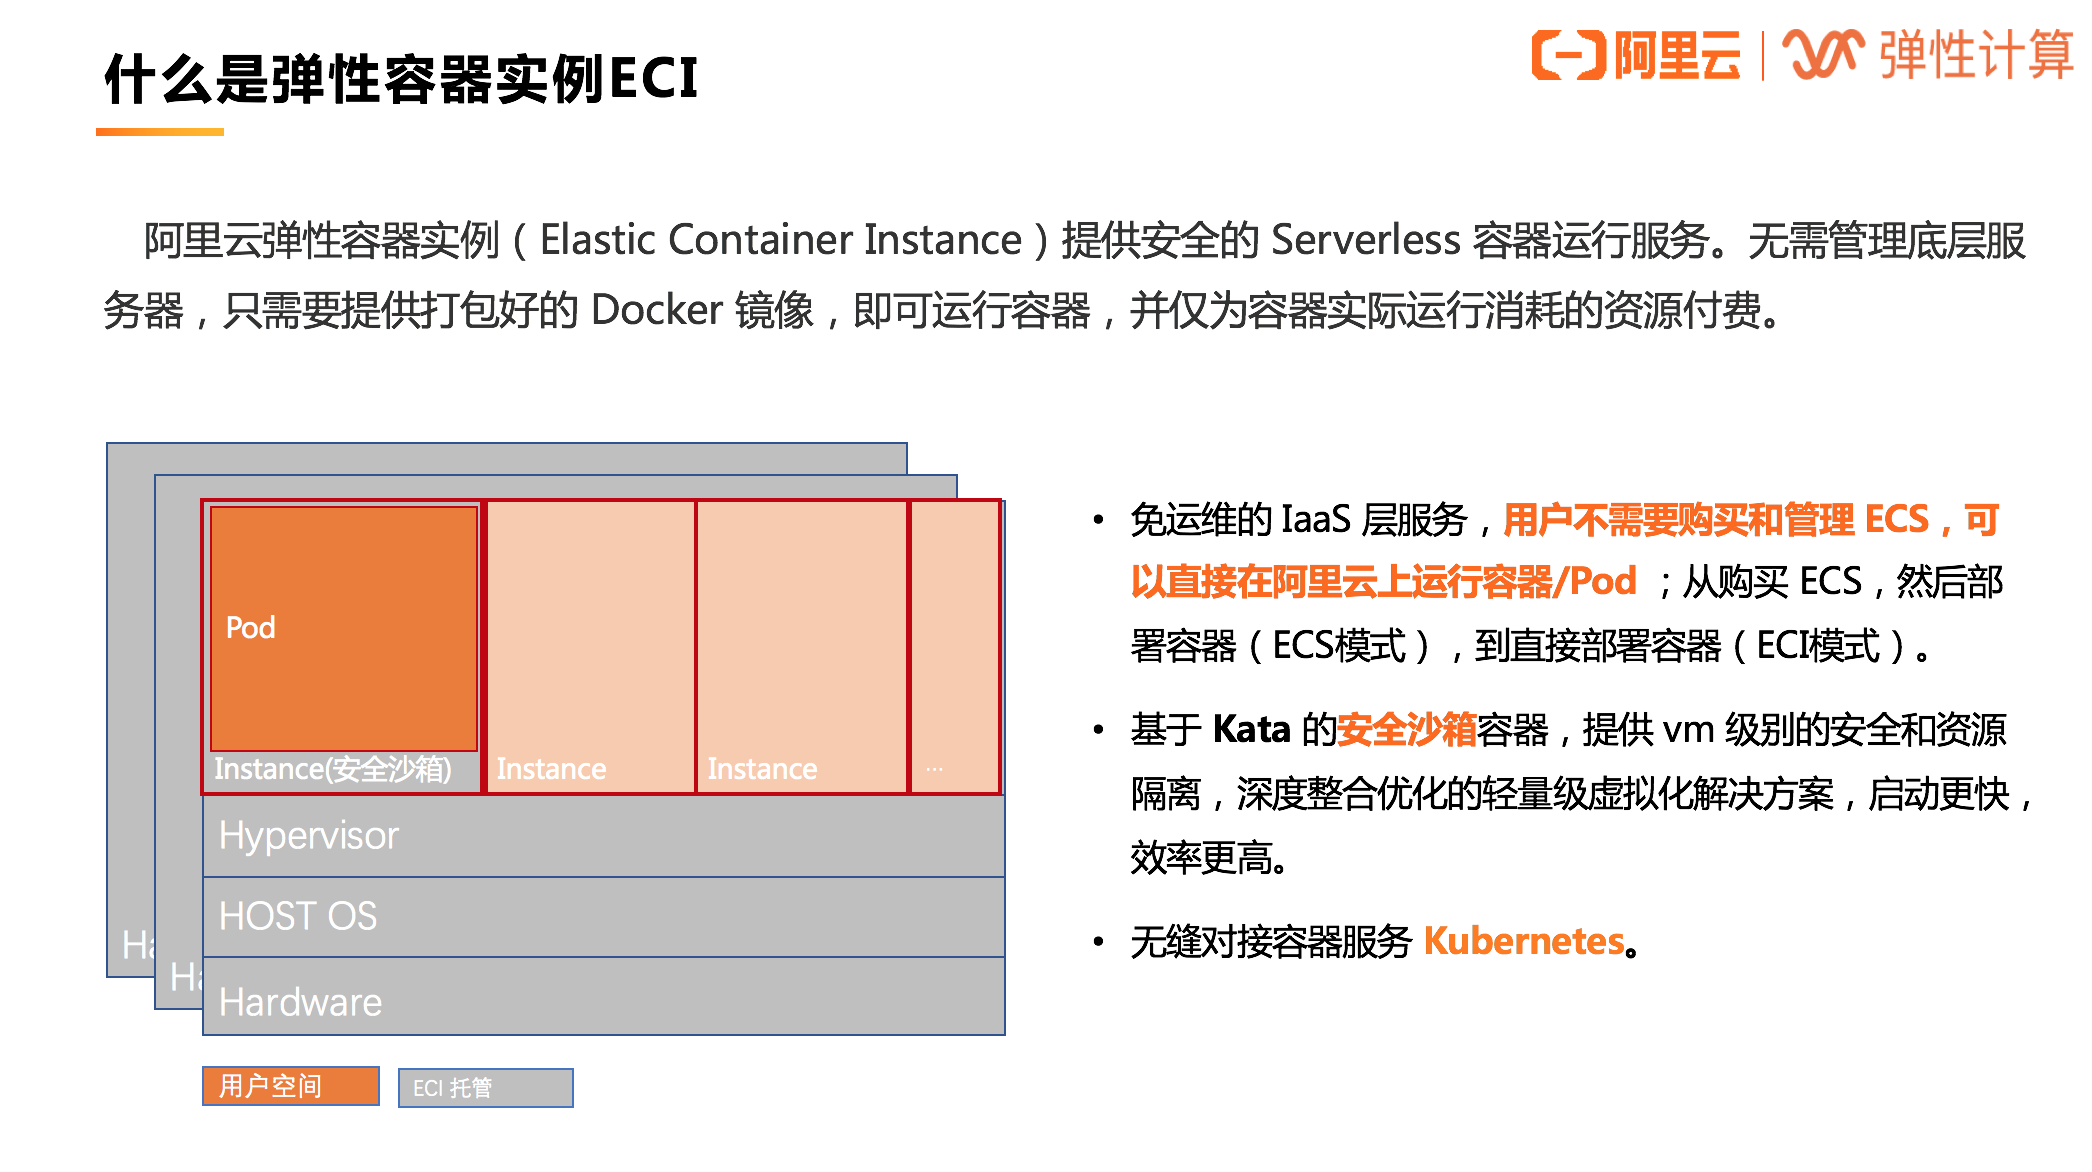 什么是弹性容器实例ECI
阿里云 | 弹性计算
阿里云弹性容器实例（Elastic Container Instance）提供安全的 Serverless 容器运行服务。无需管理底层服
务器，只需要提供打包好的 Docker 镜像，即可运行容器，并仅为容器实际运行消耗的资源付费。
Pod
Instance(安全沙箱)
Instance
Instance
...
Hypervisor
HOST OS
Hardware
Ha
Ha
用户空间
ECI 托管
• 免运维的 IaaS 层服务，用户不需要购买和管理 ECS，可
以直接在阿里云上运行容器/Pod ；从购买 ECS，然后部
署容器（ECS模式），到直接部署容器（ECI模式）。
• 基于 Kata 的安全沙箱容器，提供 vm 级别的安全和资源
隔离，深度整合优化的轻量级虚拟化解决方案，启动更快，
效率更高。
• 无缝对接容器服务 Kubernetes。